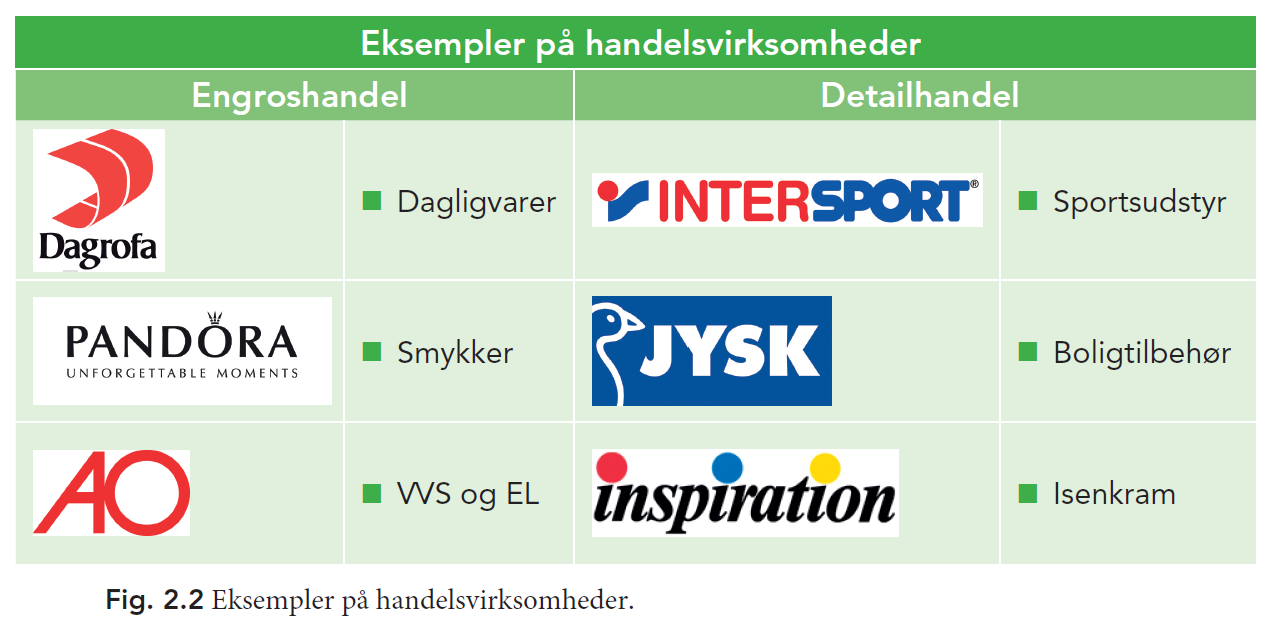 Eksempler på handelsvirksomheder
Engroshandel
Detailhandel
Dagrofa
Dagligvarer
INTERSPORT®
Sportsudstyr
PANDORA
UNFORGETTABLE MOMENTS
Smykker
JYSK
Boligtilbehør
AO
VVS og EL
inspiration
Isenkram
Fig. 2.2 Eksempler på handelsvirksomheder.